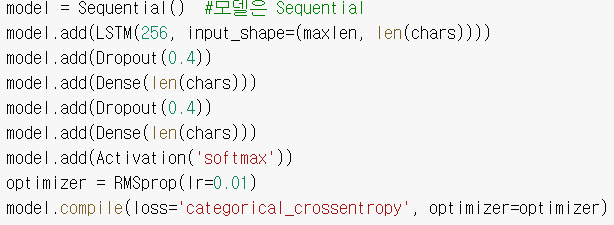 model = Sequential()  #모델은 Sequential
model.add(LSTM(256, input_shape=(maxlen, len(chars))))
model.add(Dropout(0.4))
model.add(Dense(len(chars)))
model.add(Dropout(0.4))
model.add(Dense(len(chars)))
model.add(Activation('softmax'))
optimizer = RMSprop(lr=0.01)
model.compile(loss='categorical_crossentropy', optimizer=optimizer)